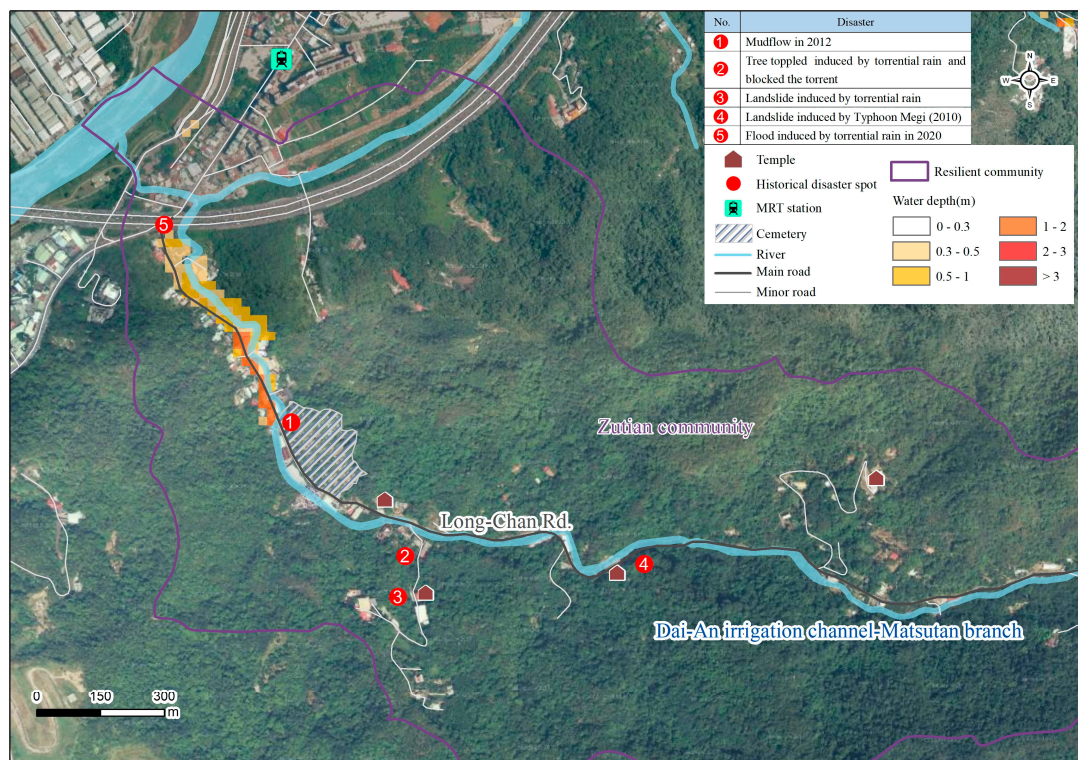 No. Disaster
1 Mudflow in 2012
2 Tree toppled induced by torrential rain and
blocked the torrent
3 Landslide induced by torrential rain
4 Landslide induced by Typhoon Megi (2010)
5 Flood induced by torrential rain in 2020
N
W E
S
Temple
Historical disaster spot
MRT station
Cemetery
River
Main road
Minor road
Resilient community
Water depth(m)
0 - 0.3
0.3 - 0.5
0.5 - 1
1 - 2
2 - 3
> 3
5
1
Zutian community
Long-Chan Rd.
2
4
3
Dai-An irrigation channel-Matsutan branch
0 150 300
m